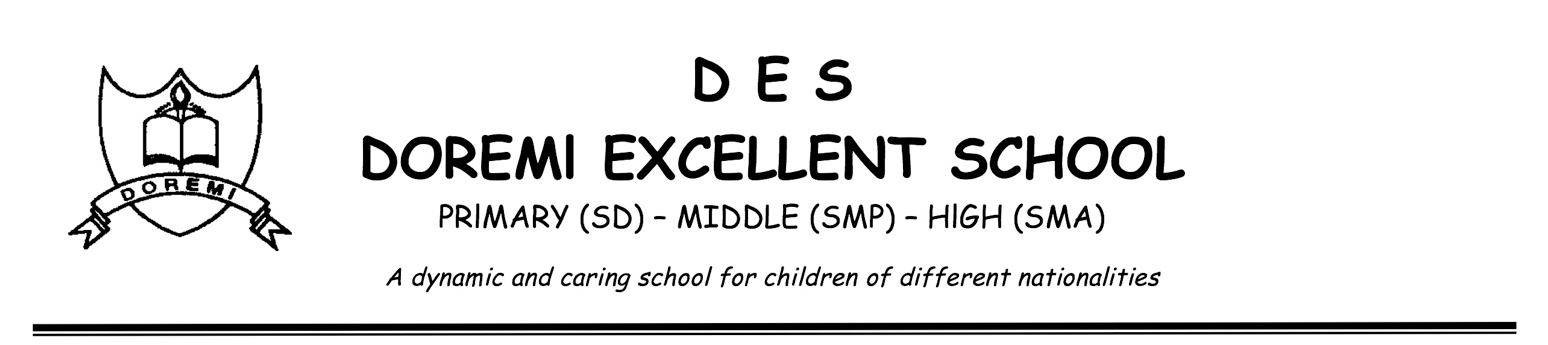 D E S
DOREMI EXCELLENT SCHOOL
PRIMARY (SD) – MIDDLE (SMP) – HIGH (SMA)
A dynamic and caring school for children of different nationalities
DOREMI